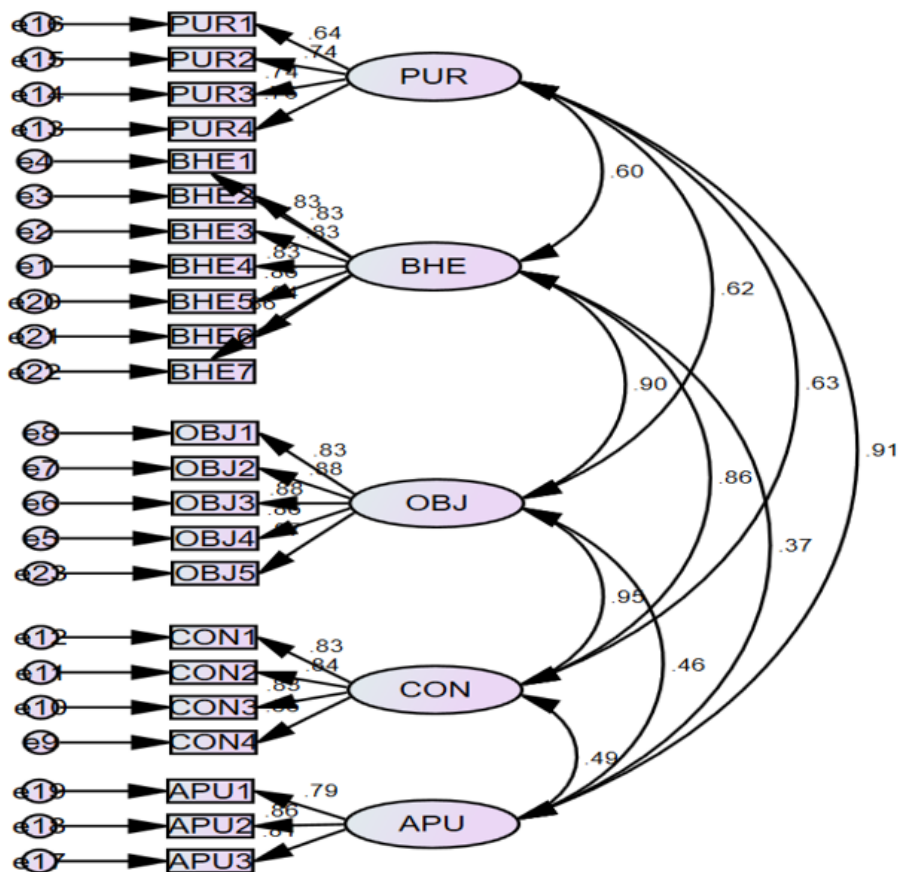 e16 PUR1 .64
e15 PUR2 .74
PUR
e14 PUR3 .74
e13 PUR4
e4 BHE1
.60
e3 BHE2 .83
.83
e2 BHE3 .83
e1 BHE4 .83
BHE
e20 BHE5
.62
e21 BHE6
e22 BHE7
.90
.63
e8 OBJ1 .83
.91
e7 OBJ2 .88
.86
e6 OBJ3 .88
OBJ
e5 OBJ4
.37
e23 OBJ5
.95
e12 CON1 .83
e11 CON2 .84
.46
e10 CON3 .83
CON
e9 CON4
.49
e19 APU1 .79
e18 APU2 .86
APU
e17 APU3